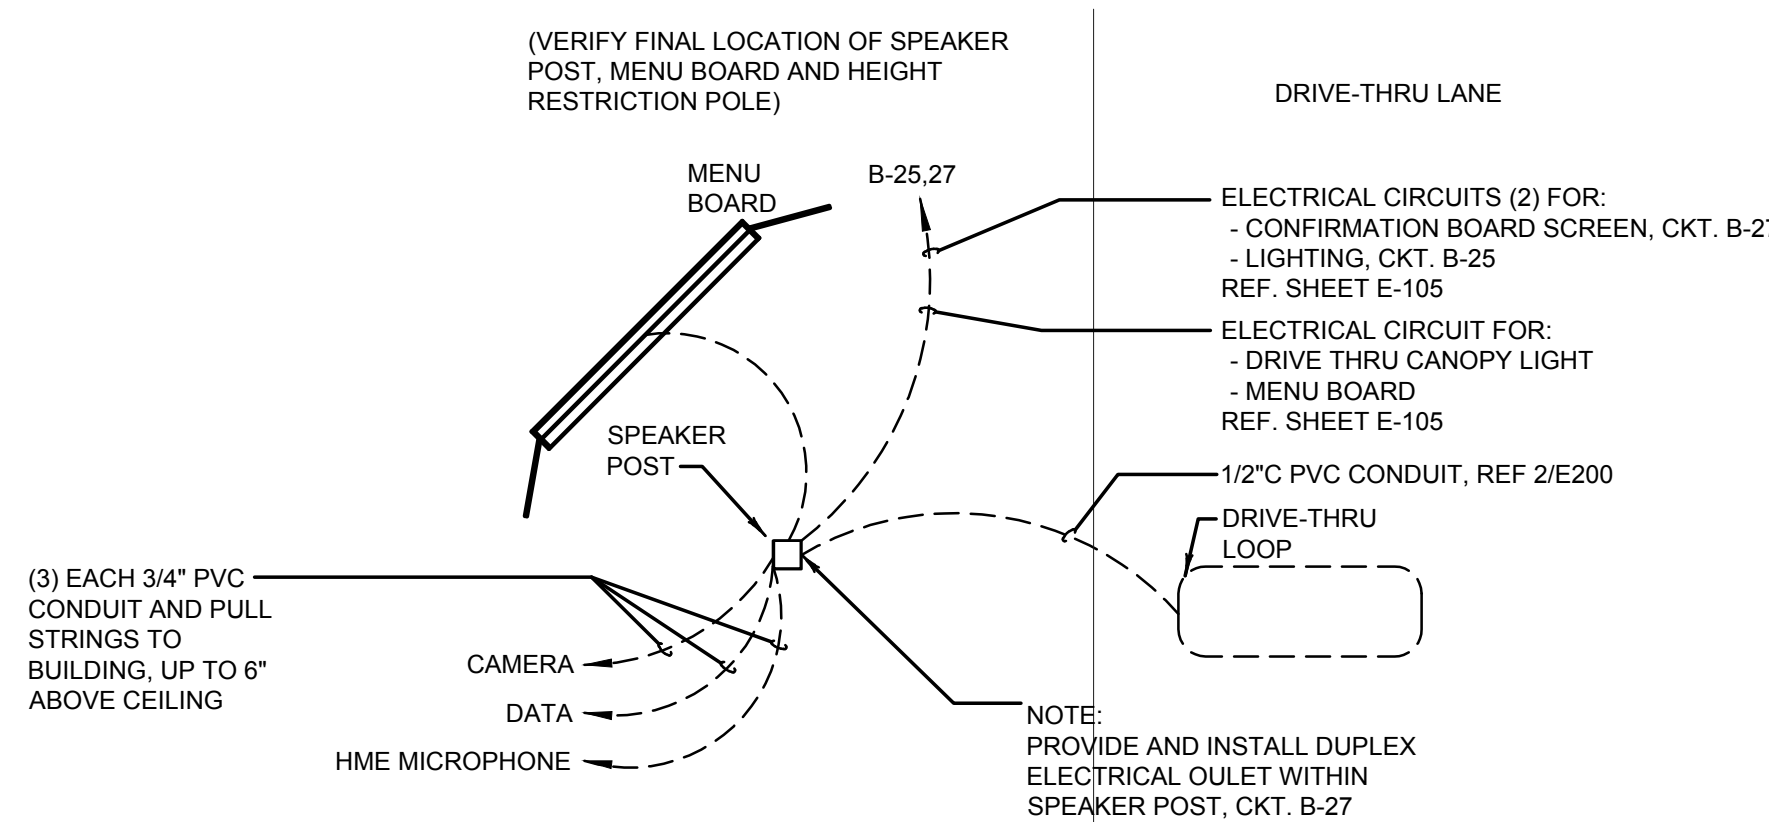 (VERIFY FINAL LOCATION OF SPEAKER
POST, MENU BOARD AND HEIGHT
RESTRICTION POLE)
DRIVE-THRU LANE
MENU
BOARD
B-25,27
ELECTRICAL CIRCUITS (2) FOR:
- CONFIRMATION BOARD SCREEN, CKT. B-27
- LIGHTING, CKT. B-25
REF. SHEET E-105
ELECTRICAL CIRCUIT FOR:
- DRIVE THRU CANOPY LIGHT
- MENU BOARD
REF. SHEET E-105
SPEAKER
POST
1/2"C PVC CONDUIT, REF 2/E200
DRIVE-THRU
LOOP
(3) EACH 3/4" PVC
CONDUIT AND PULL
STRINGS TO
BUILDING, UP TO 6"
ABOVE CEILING
CAMERA
DATA
HME MICROPHONE
NOTE:
PROVIDE AND INSTALL DUPLEX
ELECTRICAL OULET WITHIN
SPEAKER POST, CKT. B-27